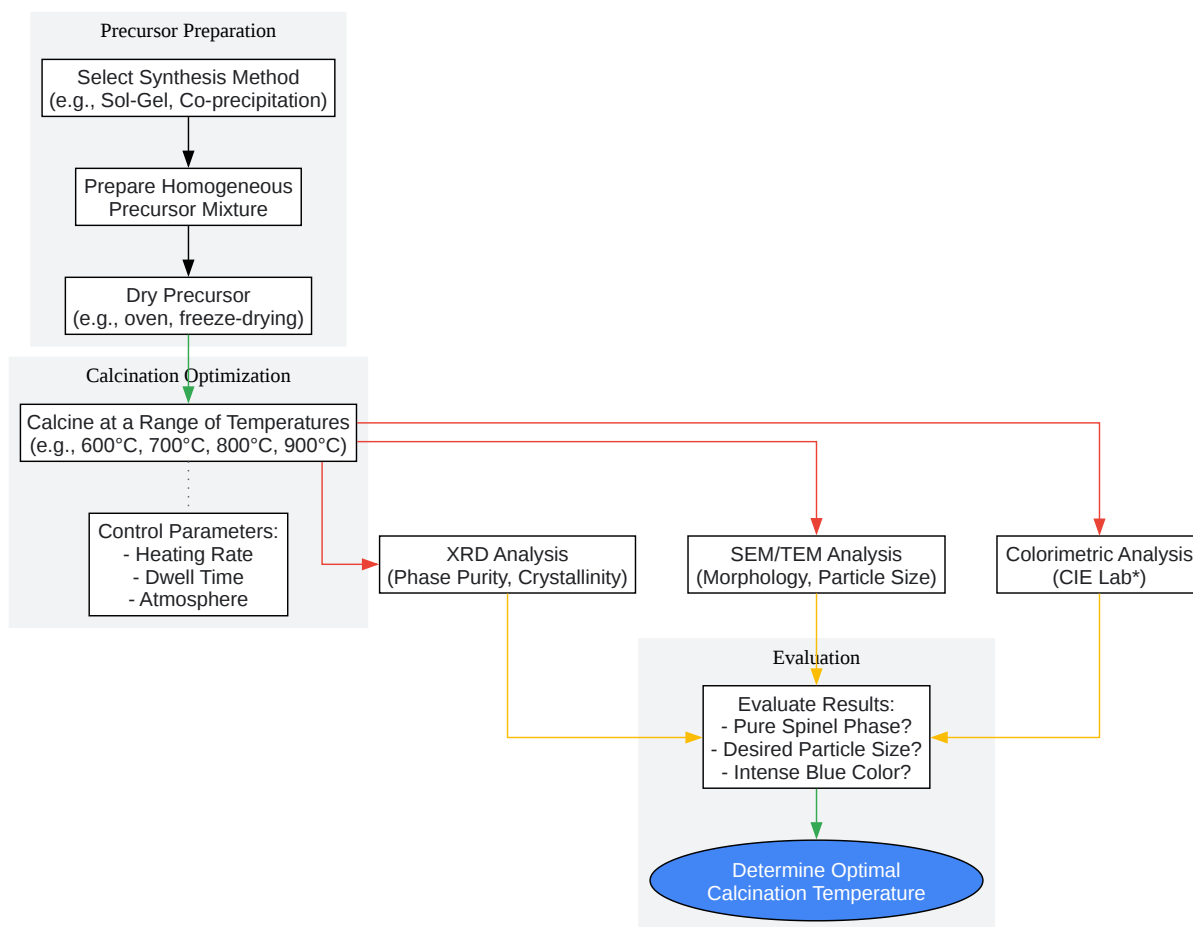 Precursor Preparation
Select Synthesis Method
(e.g., Sol-Gel, Co-precipitation)
Prepare Homogeneous
Precursor Mixture
Dry Precursor
(e.g., oven, freeze-drying)
Calcination Optimization
Calcine at a Range of Temperatures
(e.g., 600°C, 700°C, 800°C, 900°C)
Control Parameters:
- Heating Rate
- Dwell Time
- Atmosphere
XRD Analysis
(Phase Purity, Crystallinity)
SEM/TEM Analysis
(Morphology, Particle Size)
Colorimetric Analysis
(CIE Lab*)
Evaluation
Evaluate Results:
- Pure Spinel Phase?
- Desired Particle Size?
- Intense Blue Color?
Determine Optimal
Calcination Temperature